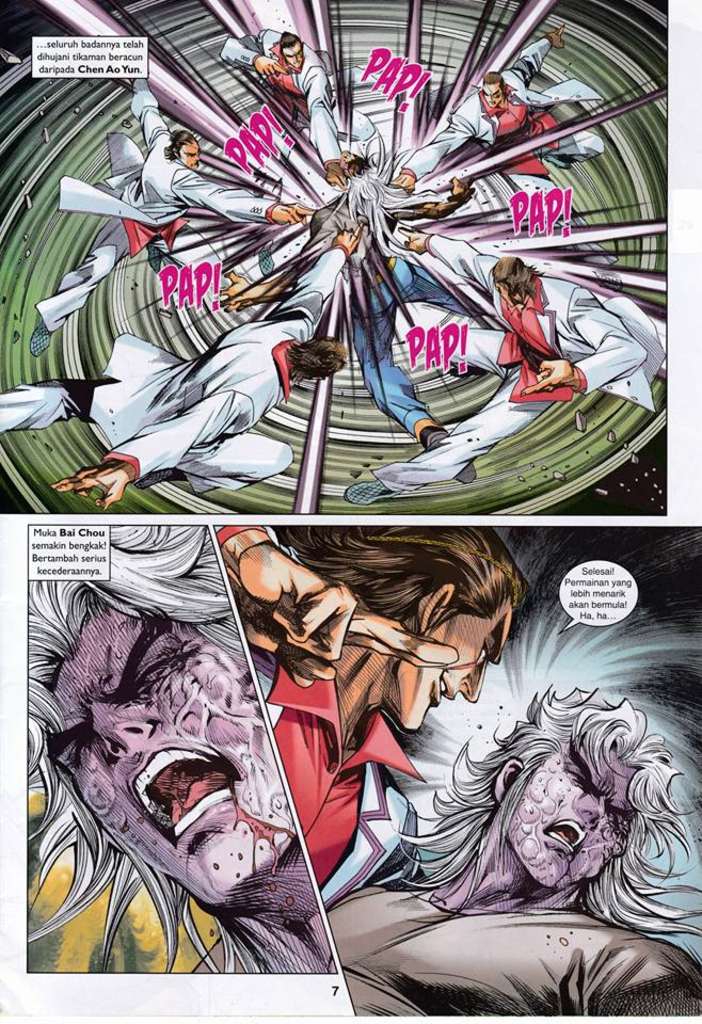 …seluruh badannya telah
dihujani tikaman beracun
daripada Chen Ao Yun.
PAP!
PAP!
PAP!
PAP!
PAP!
Muka Bai Chou
semakin bengkak!
Bertambah serius
kecederaannya.
Selesai!
Permainan yang
lebih menarik
akan bermula!
Ha, ha…
7